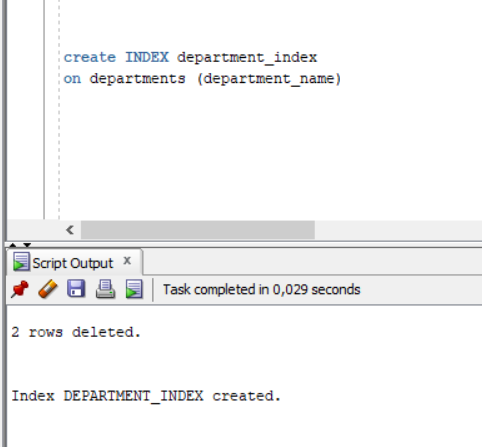 create INDEX department_index
on departments (department_name)
Script Output x
Task completed in 0,029 seconds
2 rows deleted.
Index DEPARTMENT_INDEX created.